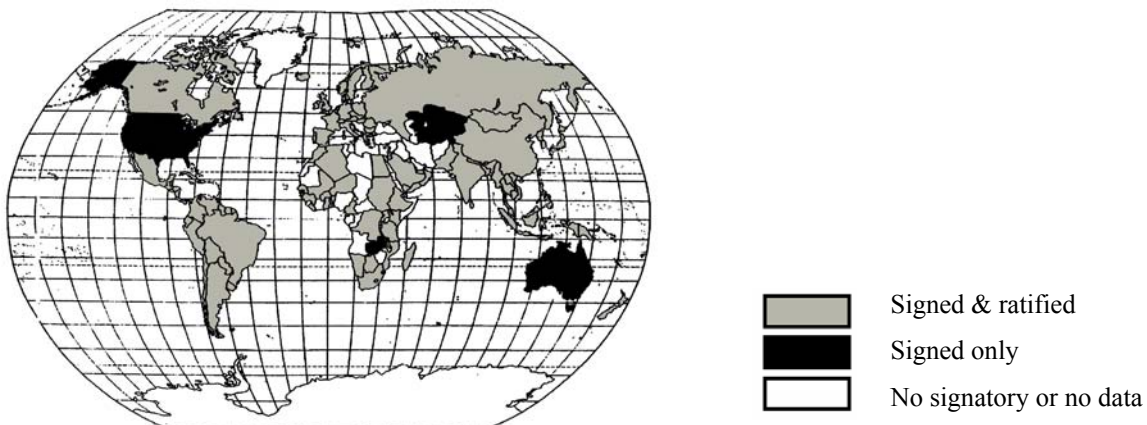 Signed & ratified
Signed only
No signatory or no data